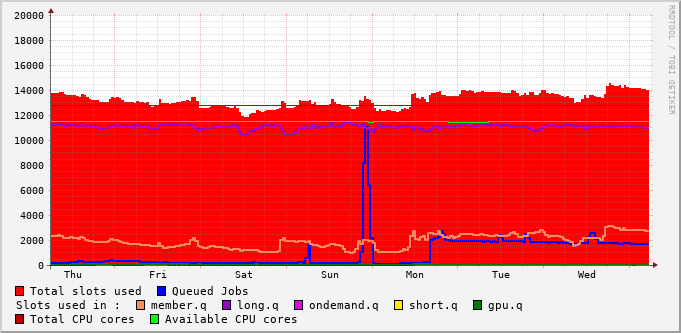 RRDTOOL / TOBI OETIKER
20000
18000
16000
14000
12000
10000
8000
6000
4000
2000
0
Thu Fri Sat Sun Mon Tue Wed
Total slots used Queued Jobs
Slots used in : member.q long.q ondemand.q short.q gpu.q
Total CPU cores Available CPU cores